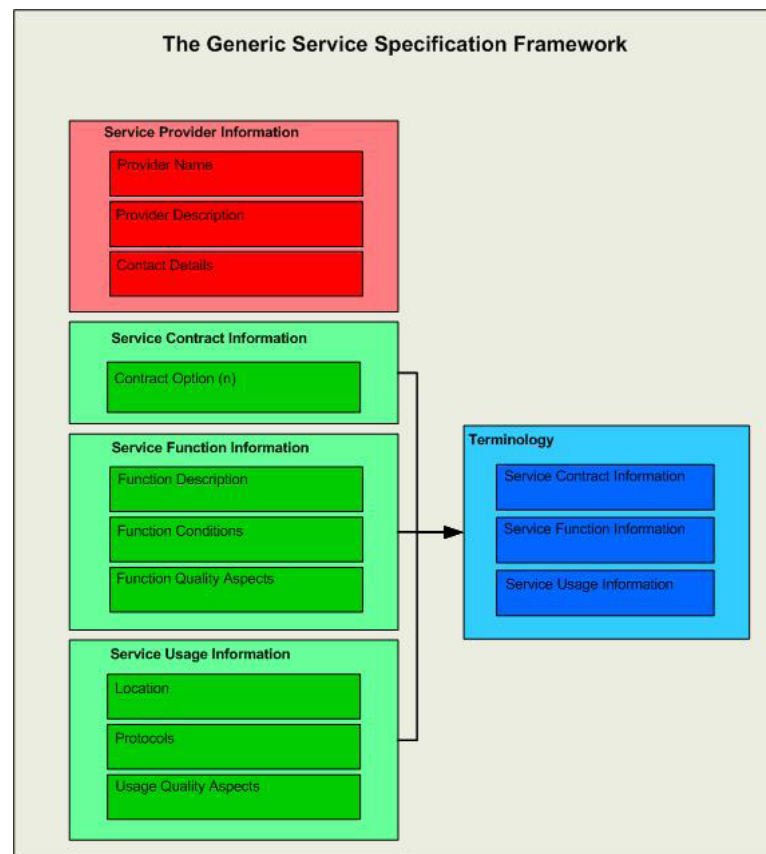 The Generic Service Specification Framework
Service Provider Information
Provider Name
Provider Description
Contact Details
Service Contract Information
Contract Option (n)
Service Function Information
Function Description
Function Conditions
Function Quality Aspects
Service Usage Information
Location
Protocols
Usage Quality Aspects
Terminology
Service Contract Information
Service Function Information
Service Usage Information